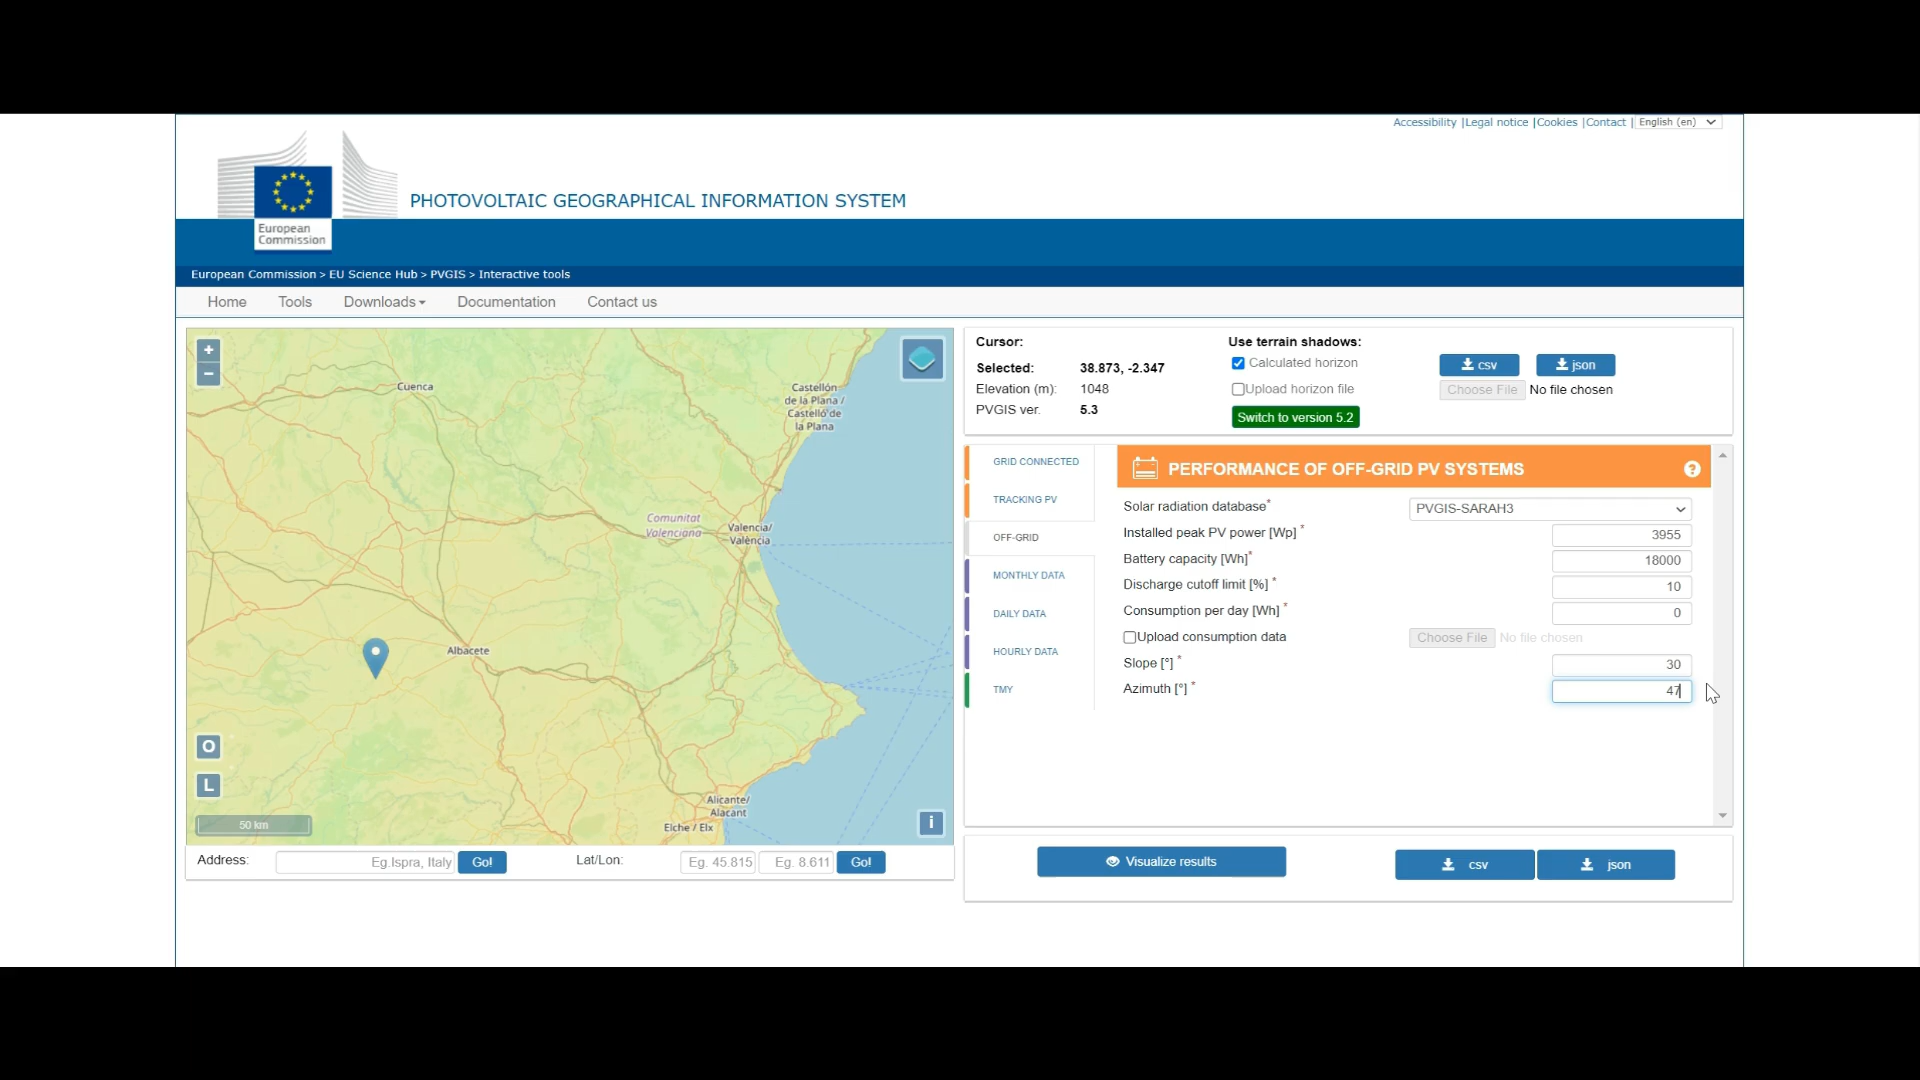 Accessibility |Legal notice |Cookies |Contact | English (en)
European
Commission
PHOTOVOLTAIC GEOGRAPHICAL INFORMATION SYSTEM
European Commission > EU Science Hub > PVGIS > Interactive tools
Home Tools Downloads Documentation Contact us
+
−
Cuenca
Castellón
de la Plana /
Castelló de
la Plana
Comunitat
Valenciana
Valencia/
València
Albacete
Alicante/
Alacant
Elche / Elx
O
L
50 km
i
Address: Eg.Ispra, Italy Go! Lat/Lon: Eg. 45.815 Eg. 8.611 Go!
Cursor:
Selected: 38.873, -2.347
Elevation (m): 1048
PVGIS ver. 5.3
Use terrain shadows:
Calculated horizon
Upload horizon file
Switch to version 5.2
csv json
Choose File No file chosen
GRID CONNECTED
TRACKING PV
OFF-GRID
MONTHLY DATA
DAILY DATA
HOURLY DATA
TMY
PERFORMANCE OF OFF-GRID PV SYSTEMS ?
Solar radiation database* PVGIS-SARAH3
Installed peak PV power [Wp] * 3955
Battery capacity [Wh]* 18000
Discharge cutoff limit [%] * 10
Consumption per day [Wh] * 0
Upload consumption data Choose File No file chosen
Slope [°] * 30
Azimuth [°] * 47
Visualize results csv json